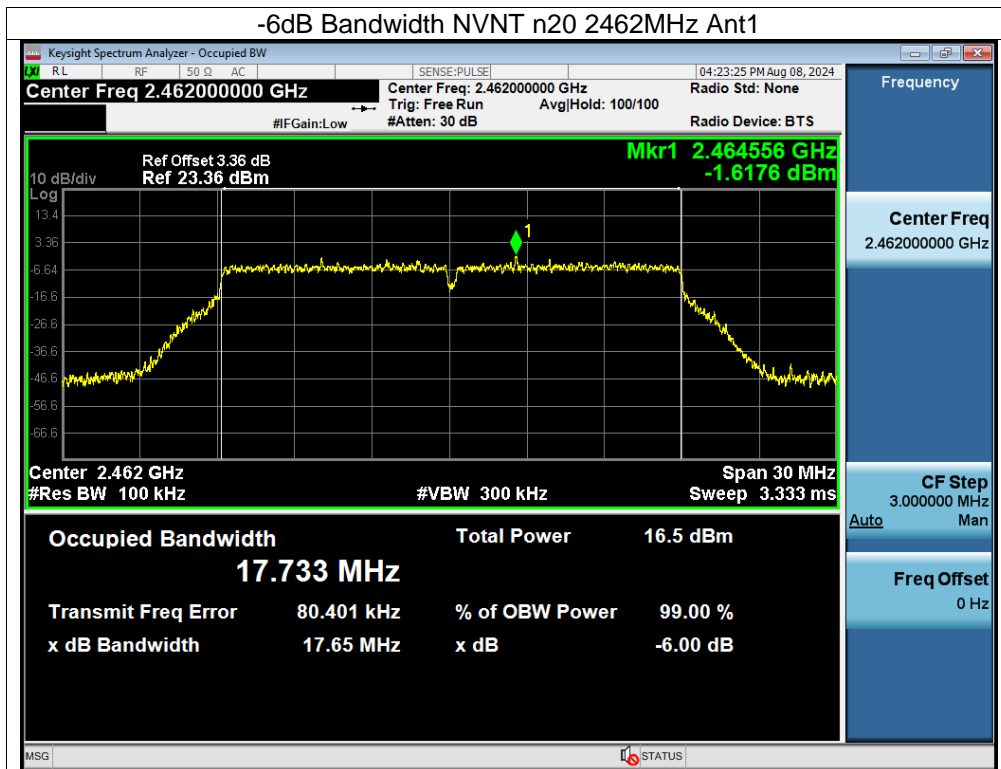 -6dB Bandwidth NVNT n20 2462MHz Ant1
Keysight Spectrum Analyzer - Occupied BW
LXI RL RF 50 Ω AC SENSE:PULSE 04:23:25 PM Aug 08, 2024
Center Freq 2.462000000 GHz
Center Freq: 2.462000000 GHz Radio Std: None
Trig: Free Run Avg|Hold: 100/100
#IFGain:Low #Atten: 30 dB Radio Device: BTS
Frequency
Mkr1 2.464556 GHz
-1.6176 dBm
Ref Offset 3.36 dB
10 dB/div Ref 23.36 dBm
Log
13.4
3.36
-6.64
-16.6
-26.6
-36.6
-46.6
-56.6
-66.6
1
Center 2.462 GHz Span 30 MHz
#Res BW 100 kHz #VBW 300 kHz Sweep 3.333 ms
Occupied Bandwidth Total Power 16.5 dBm
17.733 MHz
Transmit Freq Error 80.401 kHz % of OBW Power 99.00 %
x dB Bandwidth 17.65 MHz x dB -6.00 dB
Center Freq
2.462000000 GHz
CF Step
3.000000 MHz
Auto Man
Freq Offset
0 Hz
MSG STATUS